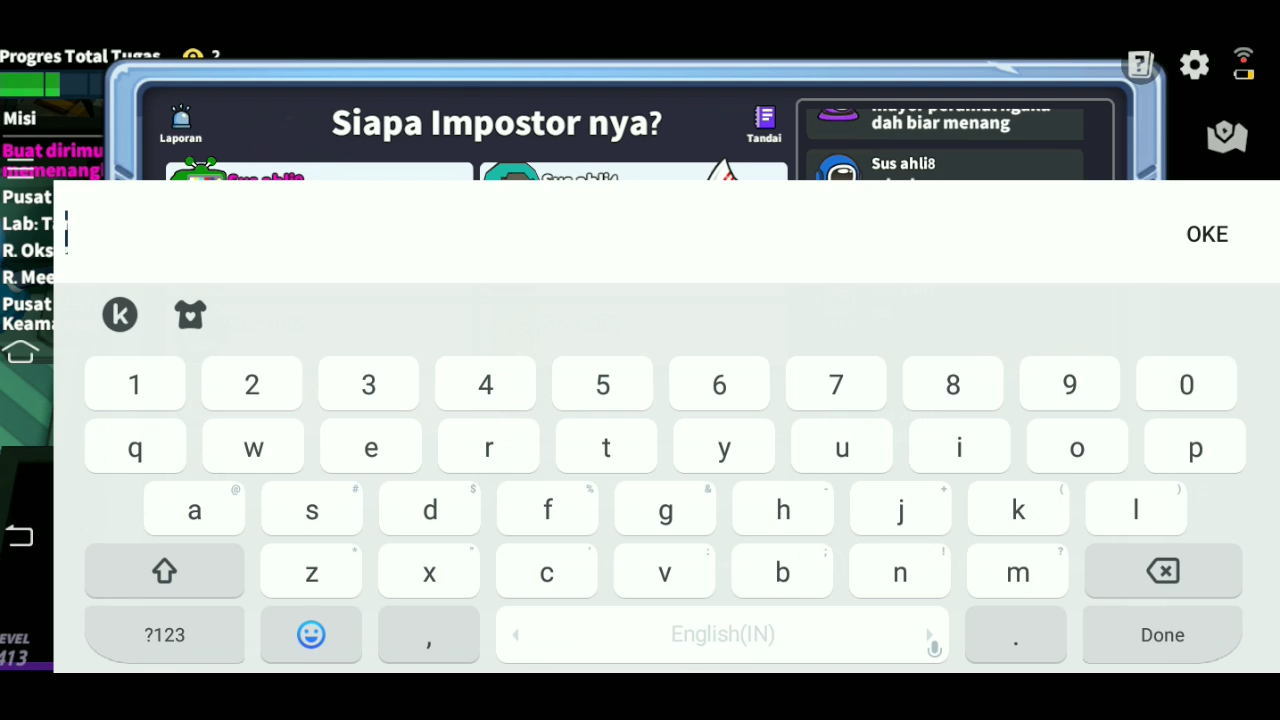 Progres Total Tugas
?
Misi
Buat dirimu
memenang
Pusat
Lab: Ta
R. Oks
R. Mee
Pusat
Keama
Laporan
Siapa Impostor nya?
Tandai
dah biar menang
Sus ahli8
OKE
k
1 2 3 4 5 6 7 8 9 0
q w e r t y u i o p
@ # $ % & - + ( )
a s d f g h j k l
* " ' : ; ! ?
z x c v b n m
?123 , English(IN) . Done
EVEL
413